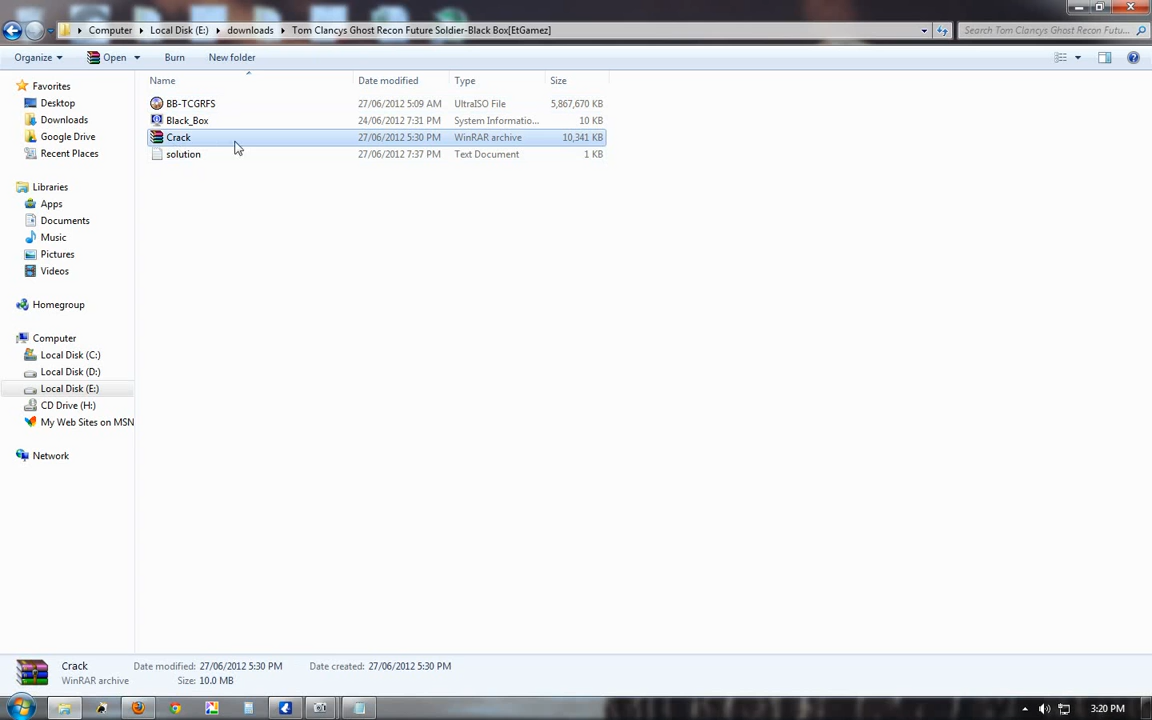 Computer Local Disk (E:) downloads Tom Clancys Ghost Recon Future Soldier-Black Box[EtGamez] Search Tom Clancys Ghost Recon Futu...
Organize Open Burn New folder
Name Date modified Type Size
BB-TCGRFS 27/06/2012 5:09 AM UltraISO File 5,867,670 KB
Black_Box 24/06/2012 7:31 PM System Informatio... 10 KB
Crack 27/06/2012 5:30 PM WinRAR archive 10,341 KB
solution 27/06/2012 7:37 PM Text Document 1 KB
Favorites
Desktop
Downloads
Google Drive
Recent Places
Libraries
Apps
Documents
Music
Pictures
Videos
Homegroup
Computer
Local Disk (C:)
Local Disk (D:)
Local Disk (E:)
CD Drive (H:)
My Web Sites on MSN
Network
Crack Date modified: 27/06/2012 5:30 PM Date created: 27/06/2012 5:30 PM
WinRAR archive Size: 10.0 MB
3:20 PM